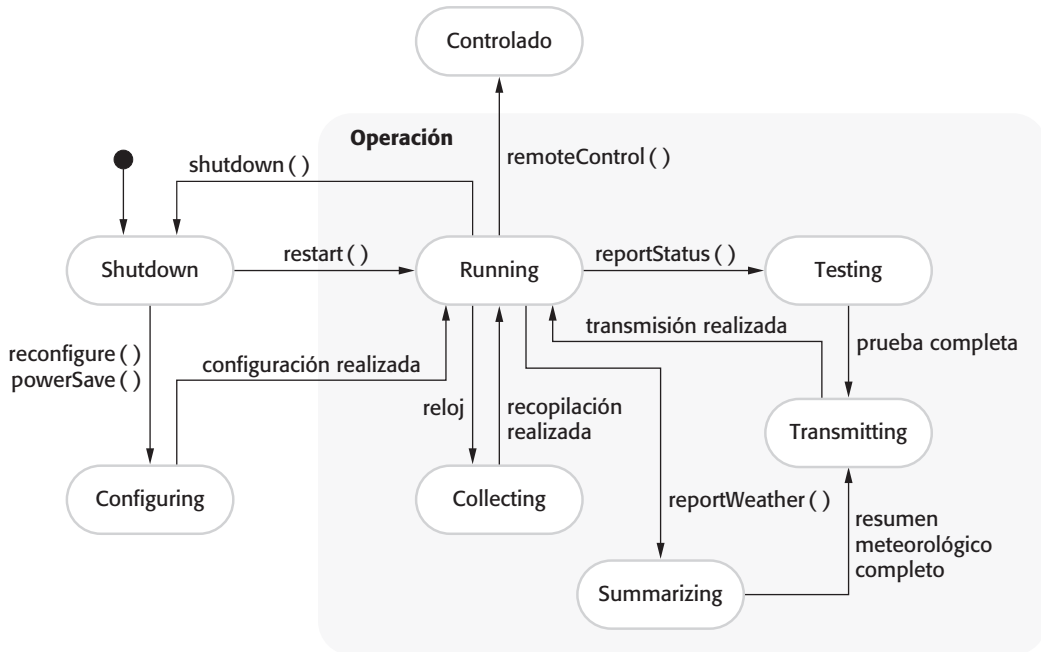 Controlado
Operación
shutdown ( )
remoteControl ( )
Shutdown
restart ( )
Running
reportStatus ( )
Testing
reconfigure ( )
powerSave ( )
configuración realizada
transmisión realizada
prueba completa
reloj
recopilación
realizada
Transmitting
Configuring
Collecting
reportWeather ( )
resumen
meteorológico
completo
Summarizing